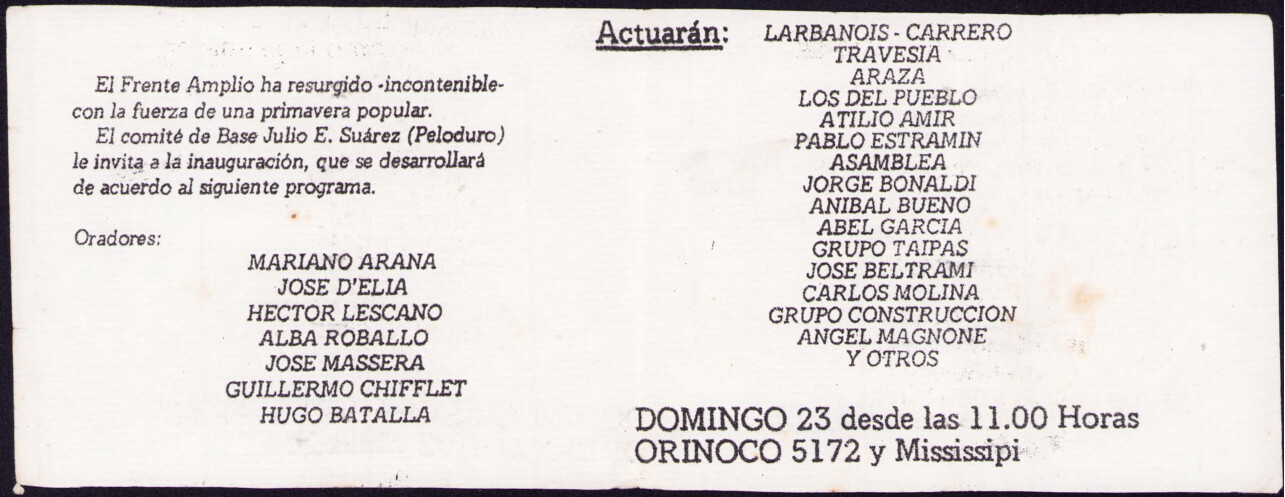 El Frente Amplio ha resurgido -incontenible-
con la fuerza de una primavera popular.
El comité de Base Julio E. Suárez (Peloduro)
le invita a la inauguración, que se desarrollará
de acuerdo al siguiente programa.
Oradores:
MARIANO ARANA
JOSE D'ELIA
HECTOR LESCANO
ALBA ROBALLO
JOSE MASSERA
GUILLERMO CHIFFLET
HUGO BATALLA
Actuarán:
LARBANOIS - CARRERO
TRAVESIA
ARAZA
LOS DEL PUEBLO
ATILIO AMIR
PABLO ESTRAMIN
ASAMBLEA
JORGE BONALDI
ANIBAL BUENO
ABEL GARCIA
GRUPO TAIPAS
JOSE BELTRAMI
CARLOS MOLINA
GRUPO CONSTRUCCION
ANGEL MAGNONE
Y OTROS
DOMINGO 23 desde las 11.00 Horas
ORINOCO 5172 y Mississipi